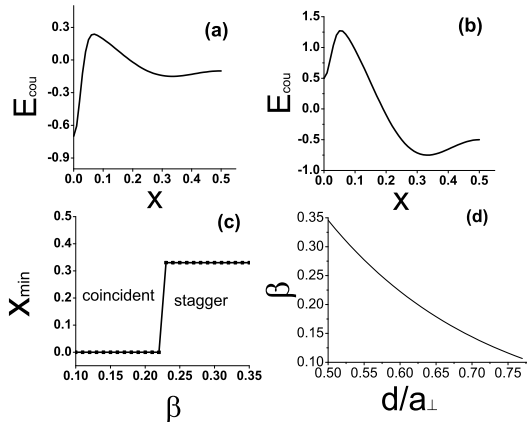 (a)
0.3
0.0
-0.3
-0.6
-0.9
E_cou
0.0 0.1 0.2 0.3 0.4 0.5
X
(b)
1.5
1.0
0.5
0.0
-0.5
-1.0
E_cou
0.0 0.1 0.2 0.3 0.4 0.5
X
(c)
0.5
0.4
0.3
0.2
0.1
0.0
X_min
coincident
stagger
0.10 0.15 0.20 0.25 0.30 0.35
β
(d)
0.35
0.30
0.25
0.20
0.15
0.10
β
0.50 0.55 0.60 0.65 0.70 0.75
d/a⊥